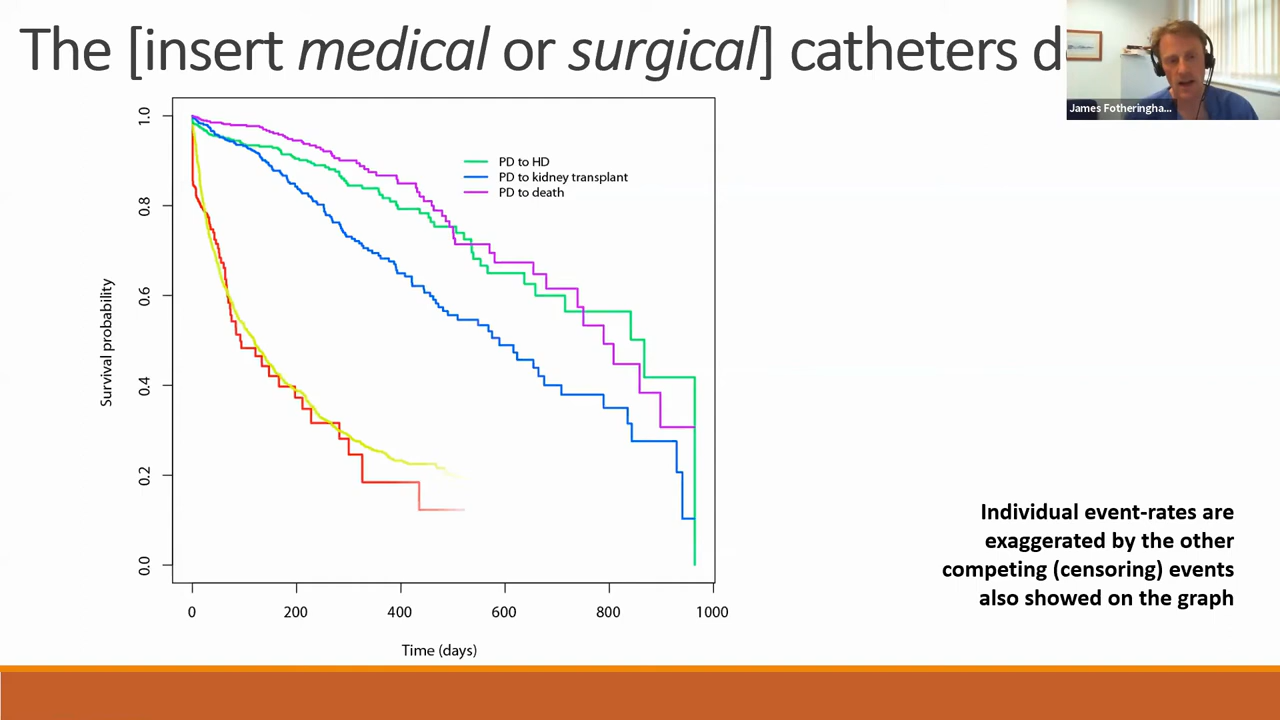 The [insert medical or surgical] catheters d
James Fotheringha...
PD to HD
PD to kidney transplant
PD to death
Survival probability
1.0
0.8
0.6
0.4
0.2
0.0
0 200 400 600 800 1000
Time (days)
Individual event-rates are
exaggerated by the other
competing (censoring) events
also showed on the graph